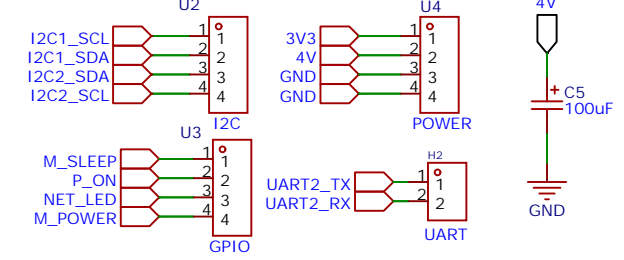 U2
I2C1_SCL 1 1
I2C1_SDA 2 2
I2C2_SDA 3 3
I2C2_SCL 4 4
I2C
U4
3V3 1 1
4V 2 2
GND 3 3
GND 4 4
POWER
4V
+ C5
100uF
GND
U3
M_SLEEP 1 1
P_ON 2 2
NET_LED 3 3
M_POWER 4 4
GPIO
H2
UART2_TX 1 1
UART2_RX 2 2
UART